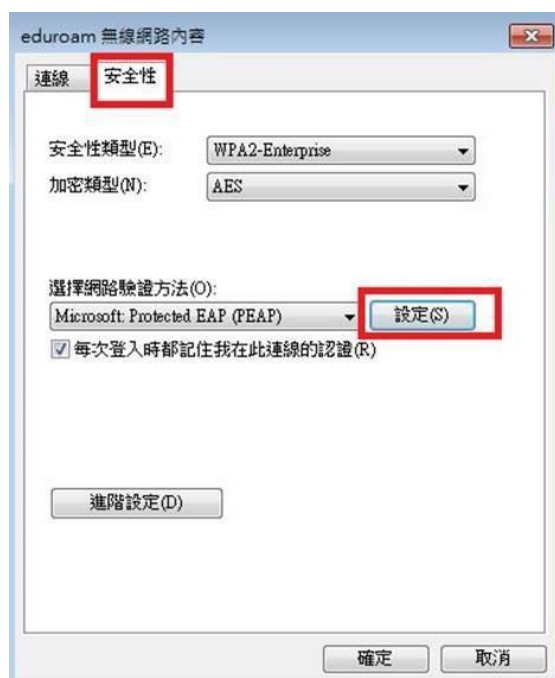 eduroam 無線網路內容
連線 安全性
安全性類型(E): WPA2-Enterprise
加密類型(N): AES
選擇網路驗證方法(O):
Microsoft: Protected EAP (PEAP) 設定(S)
每次登入時都記住我在此連線的認證(R)
進階設定(D)
確定 取消